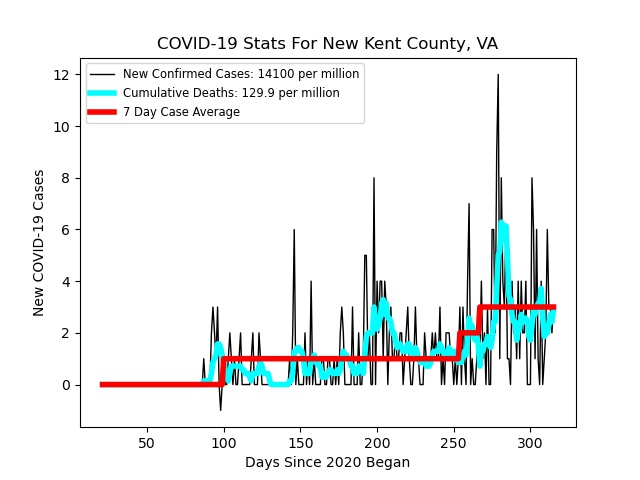 COVID-19 Stats For New Kent County, VA
New Confirmed Cases: 14100 per million
Cumulative Deaths: 129.9 per million
7 Day Case Average
12
10
8
6
4
2
0
New COVID-19 Cases
50 100 150 200 250 300
Days Since 2020 Began